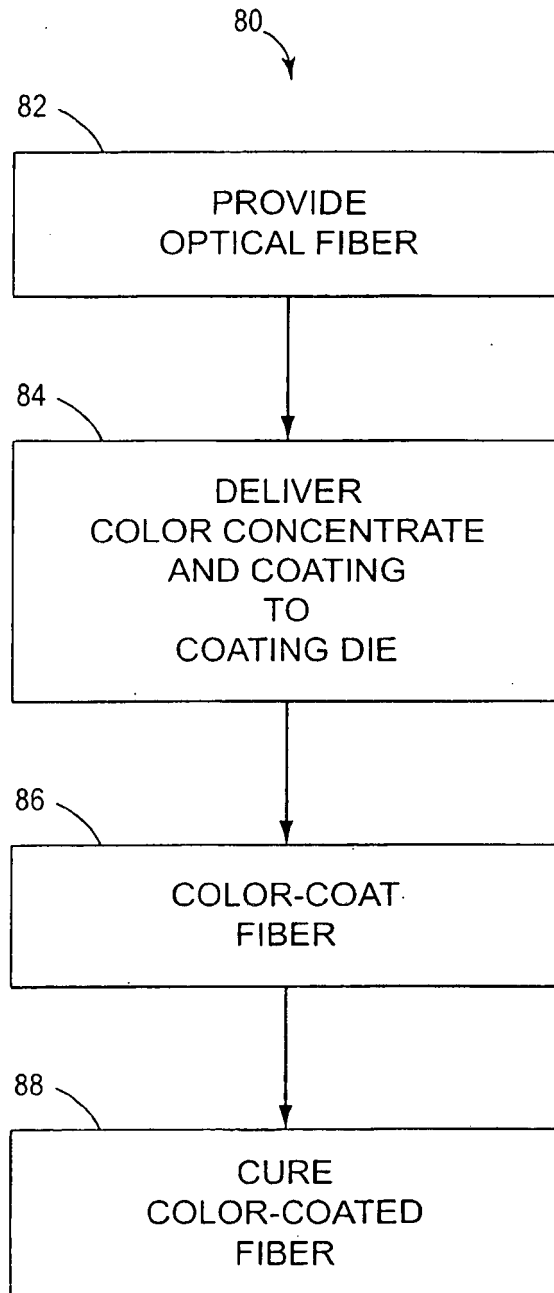 80
82
PROVIDE
OPTICAL FIBER
84
DELIVER
COLOR CONCENTRATE
AND COATING
TO
COATING DIE
86
COLOR-COAT
FIBER
88
CURE
COLOR-COATED
FIBER